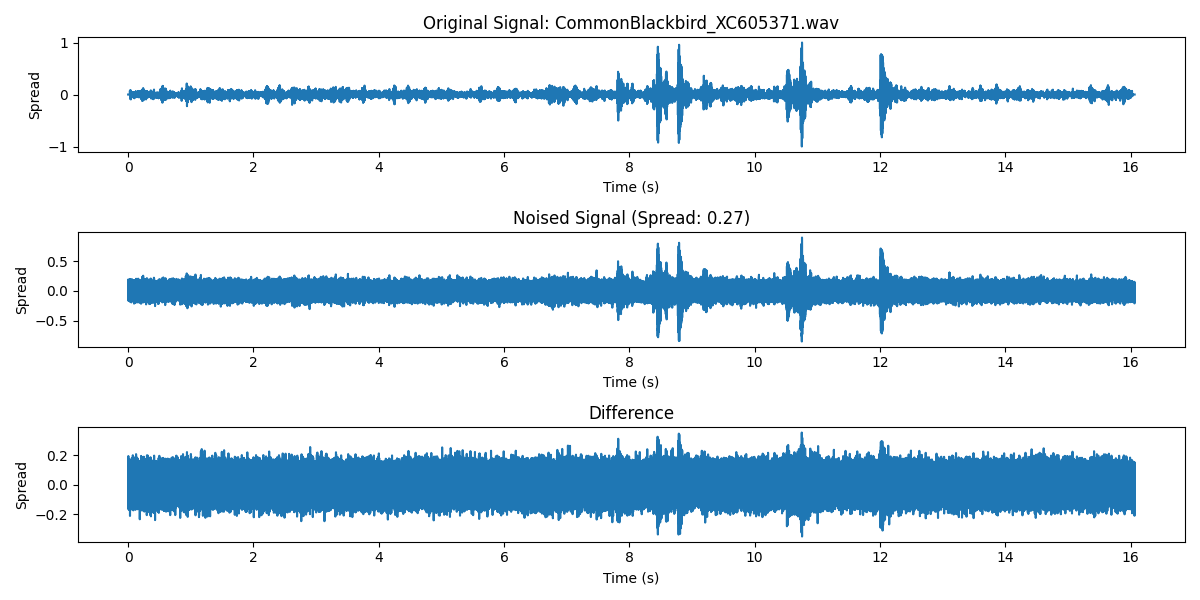 Original Signal: CommonBlackbird_XC605371.wav
1
0
−1
Spread
0 2 4 6 8 10 12 14 16
Time (s)
Noised Signal (Spread: 0.27)
0.5
0.0
−0.5
Spread
0 2 4 6 8 10 12 14 16
Time (s)
Difference
0.2
0.0
−0.2
Spread
0 2 4 6 8 10 12 14 16
Time (s)